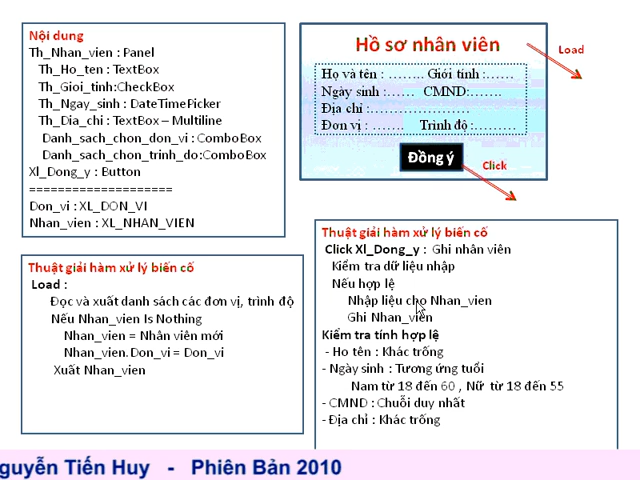 Nội dung
Th_Nhan_vien : Panel
Th_Ho_ten : TextBox
Th_Gioi_tinh:CheckBox
Th_Ngay_sinh : DateTimePicker
Th_Dia_chi : TextBox – Multiline
Danh_sach_chon_don_vi : ComboBox
Danh_sach_chon_trinh_do:ComboBox
Xl_Dong_y : Button
====================
Don_vi : XL_DON_VI
Nhan_vien : XL_NHAN_VIEN
Hồ sơ nhân viên
Load
Họ và tên : …….. Giới tính :……
Ngày sinh :…… CMND:…….
Địa chỉ :…………………….
Đơn vị : ……. Trình độ :………
Đồng ý
Click
Thuật giải hàm xử lý biến cố
Load :
Đọc và xuất danh sách các đơn vị, trình độ
Nếu Nhan_vien Is Nothing
Nhan_vien = Nhân viên mới
Nhan_vien.Don_vi = Don_vi
Xuất Nhan_vien
Thuật giải hàm xử lý biến cố
Click Xl_Dong_y : Ghi nhân viên
Kiểm tra dữ liệu nhập
Nếu hợp lệ
Nhập liệu cho Nhan_vien
Ghi Nhan_vien
Kiểm tra tính hợp lệ
- Ho tên : Khác trống
- Ngày sinh : Tương ứng tuổi
Nam từ 18 đến 60 , Nữ từ 18 đến 55
- CMND : Chuỗi duy nhất
- Địa chỉ : Khác trống
guyễn Tiến Huy - Phiên Bản 2010